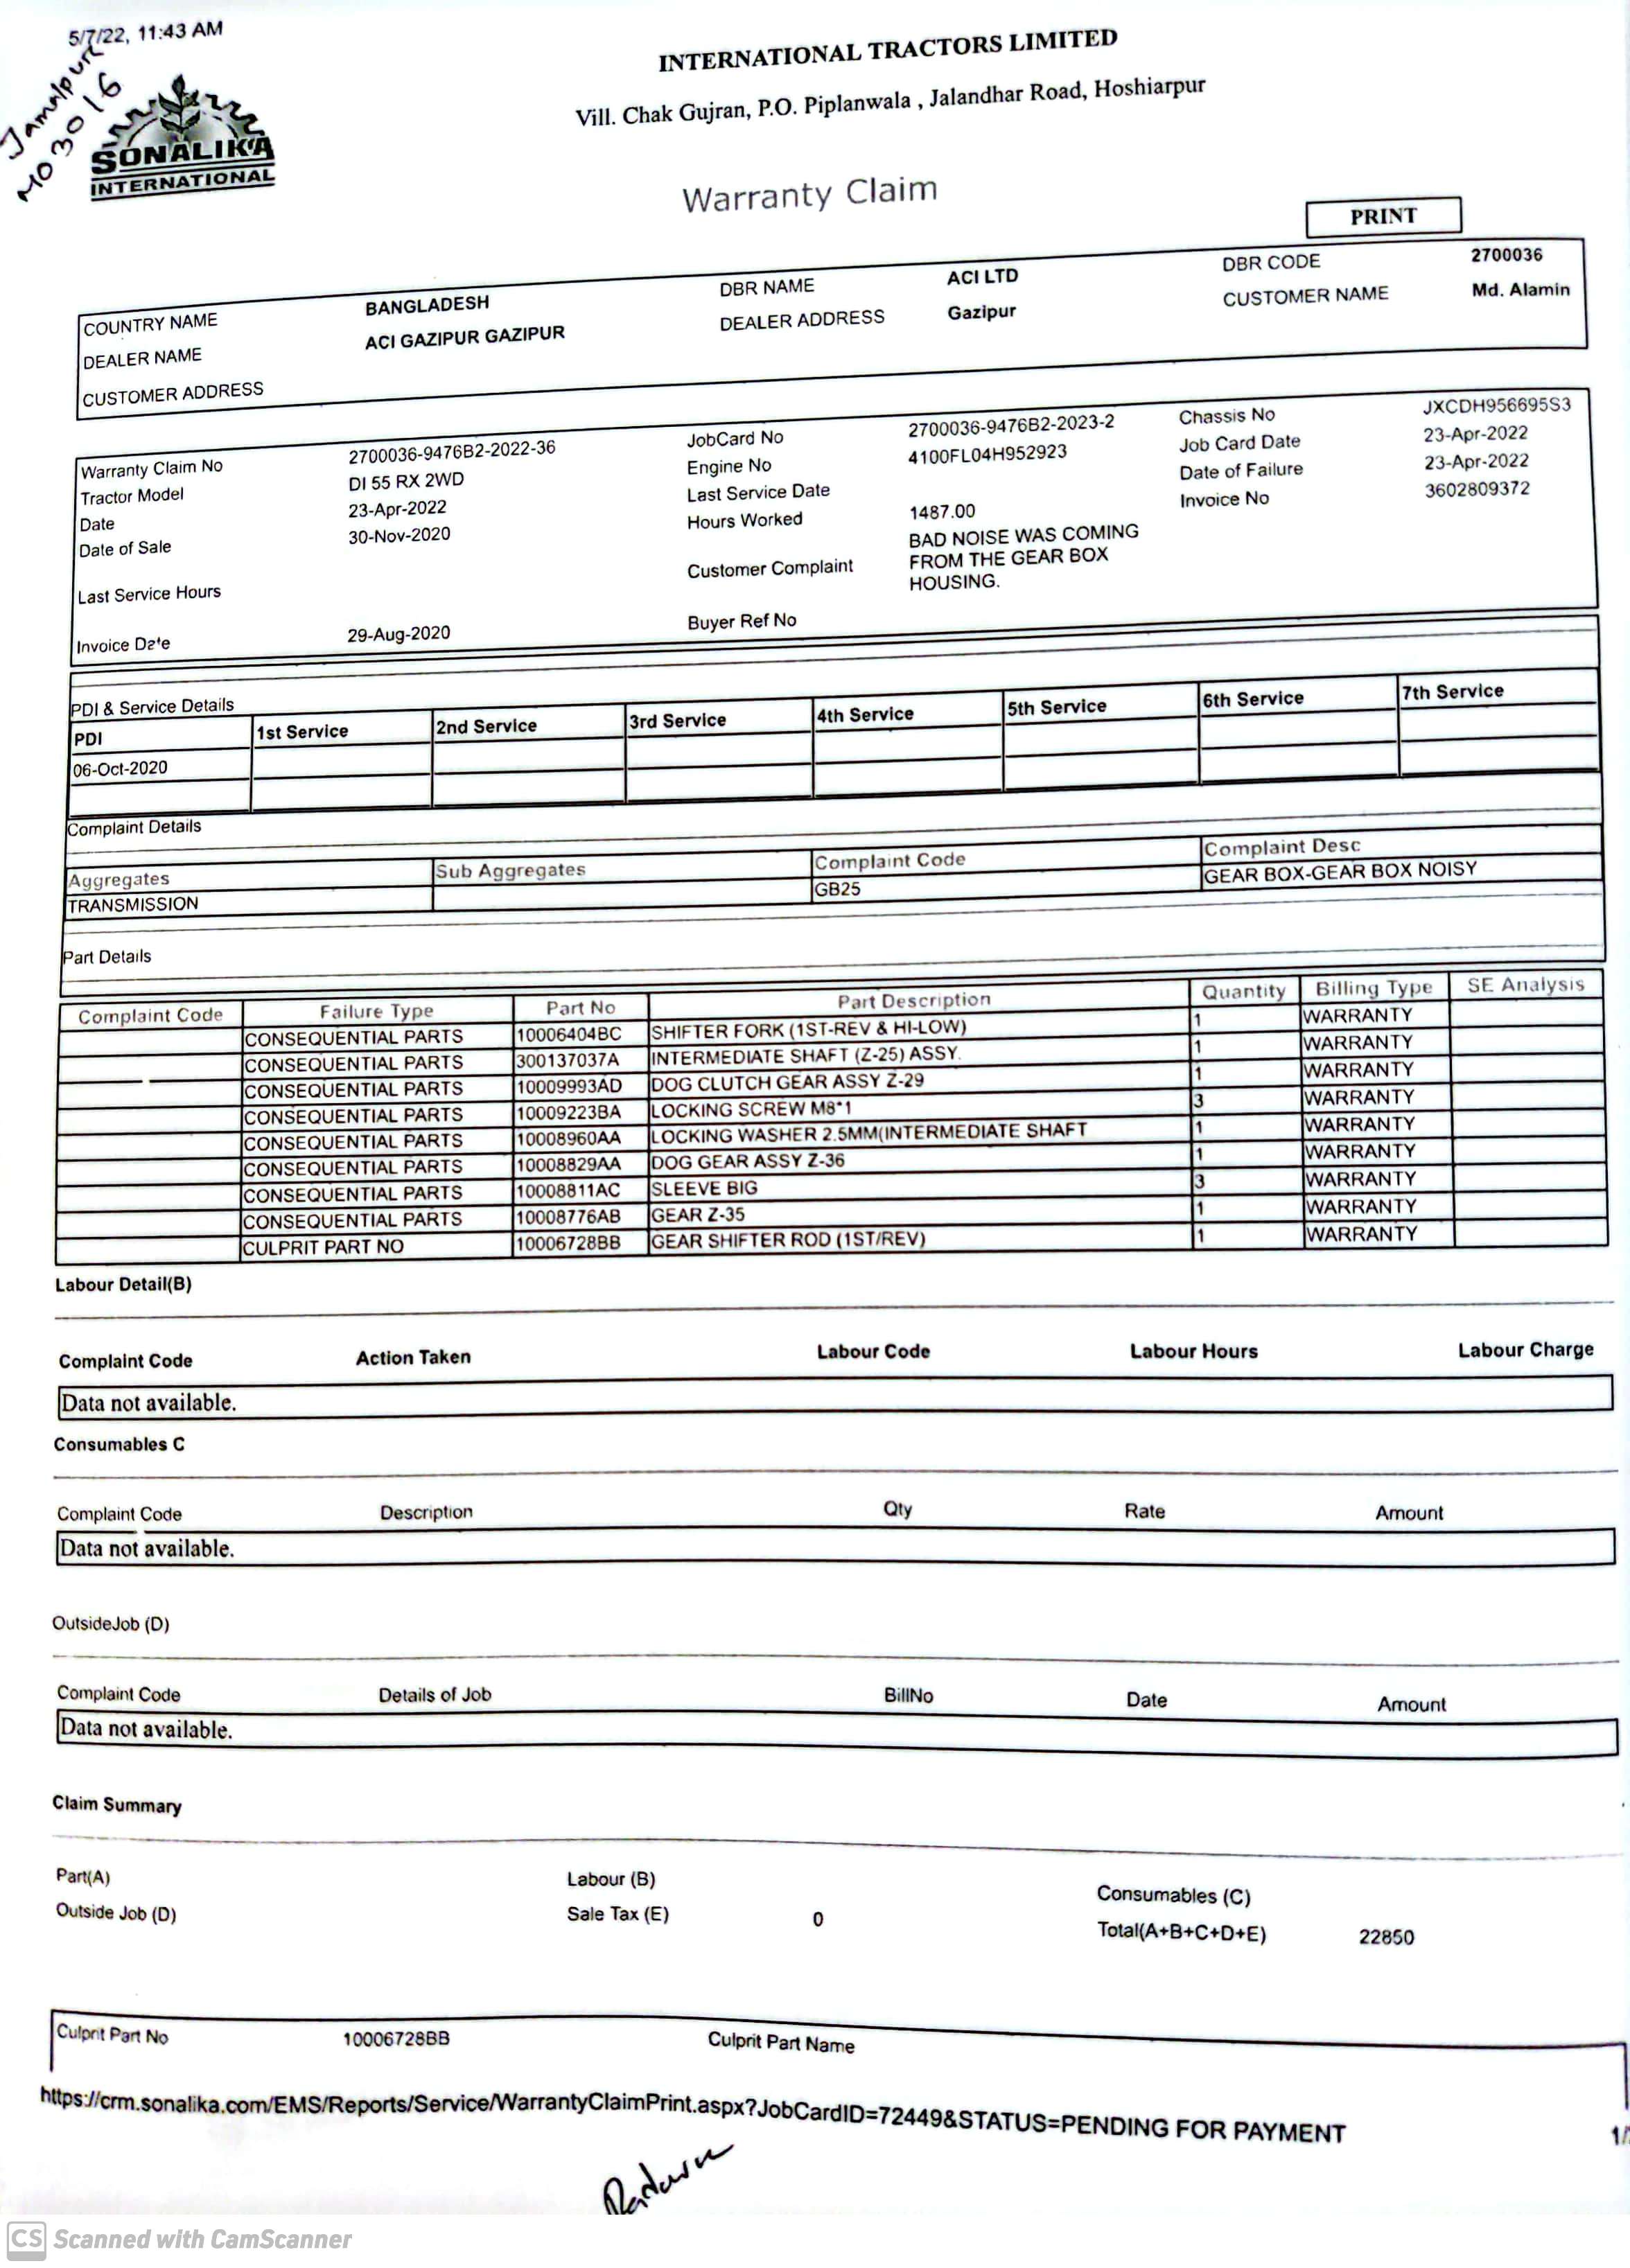 5/7/22, 11:43 AM
Jamalpur
MO3016
SONALIKA
INTERNATIONAL
INTERNATIONAL TRACTORS LIMITED
Vill. Chak Gujran, P.O. Piplanwala , Jalandhar Road, Hoshiarpur
Warranty Claim
PRINT
COUNTRY NAME BANGLADESH DBR NAME ACI LTD DBR CODE 2700036
DEALER NAME ACI GAZIPUR GAZIPUR DEALER ADDRESS Gazipur CUSTOMER NAME Md. Alamin
CUSTOMER ADDRESS
Warranty Claim No 2700036-9476B2-2022-36 JobCard No 2700036-9476B2-2023-2 Chassis No JXCDH956695S3
Tractor Model DI 55 RX 2WD Engine No 4100FL04H952923 Job Card Date 23-Apr-2022
Date 23-Apr-2022 Last Service Date Date of Failure 23-Apr-2022
Date of Sale 30-Nov-2020 Hours Worked 1487.00 Invoice No 3602809372
Last Service Hours Customer Complaint BAD NOISE WAS COMING
FROM THE GEAR BOX
HOUSING.
Invoice Date 29-Aug-2020 Buyer Ref No
PDI & Service Details
PDI 1st Service 2nd Service 3rd Service 4th Service 5th Service 6th Service 7th Service
06-Oct-2020
Complaint Details
Aggregates Sub Aggregates Complaint Code Complaint Desc
TRANSMISSION GB25 GEAR BOX-GEAR BOX NOISY
Part Details
Complaint Code Failure Type Part No Part Description Quantity Billing Type SE Analysis
CONSEQUENTIAL PARTS 10006404BC SHIFTER FORK (1ST-REV & HI-LOW) 1 WARRANTY
CONSEQUENTIAL PARTS 300137037A INTERMEDIATE SHAFT (Z-25) ASSY. 1 WARRANTY
CONSEQUENTIAL PARTS 10009993AD DOG CLUTCH GEAR ASSY Z-29 1 WARRANTY
CONSEQUENTIAL PARTS 10009223BA LOCKING SCREW M8*1 3 WARRANTY
CONSEQUENTIAL PARTS 10008960AA LOCKING WASHER 2.5MM(INTERMEDIATE SHAFT 1 WARRANTY
CONSEQUENTIAL PARTS 10008829AA DOG GEAR ASSY Z-36 1 WARRANTY
CONSEQUENTIAL PARTS 10008811AC SLEEVE BIG 3 WARRANTY
CONSEQUENTIAL PARTS 10008776AB GEAR Z-35 1 WARRANTY
CULPRIT PART NO 10006728BB GEAR SHIFTER ROD (1ST/REV) 1 WARRANTY
Labour Detail(B)
Complaint Code Action Taken Labour Code Labour Hours Labour Charge
Data not available.
Consumables C
Complaint Code Description Qty Rate Amount
Data not available.
OutsideJob (D)
Complaint Code Details of Job BillNo Date Amount
Data not available.
Claim Summary
Part(A) Labour (B) Consumables (C)
Outside Job (D) Sale Tax (E) 0 Total(A+B+C+D+E) 22850
Culprit Part No 10006728BB Culprit Part Name
https://crm.sonalika.com/EMS/Reports/Service/WarrantyClaimPrint.aspx?JobCardID=72449&STATUS=PENDING FOR PAYMENT
CS Scanned with CamScanner